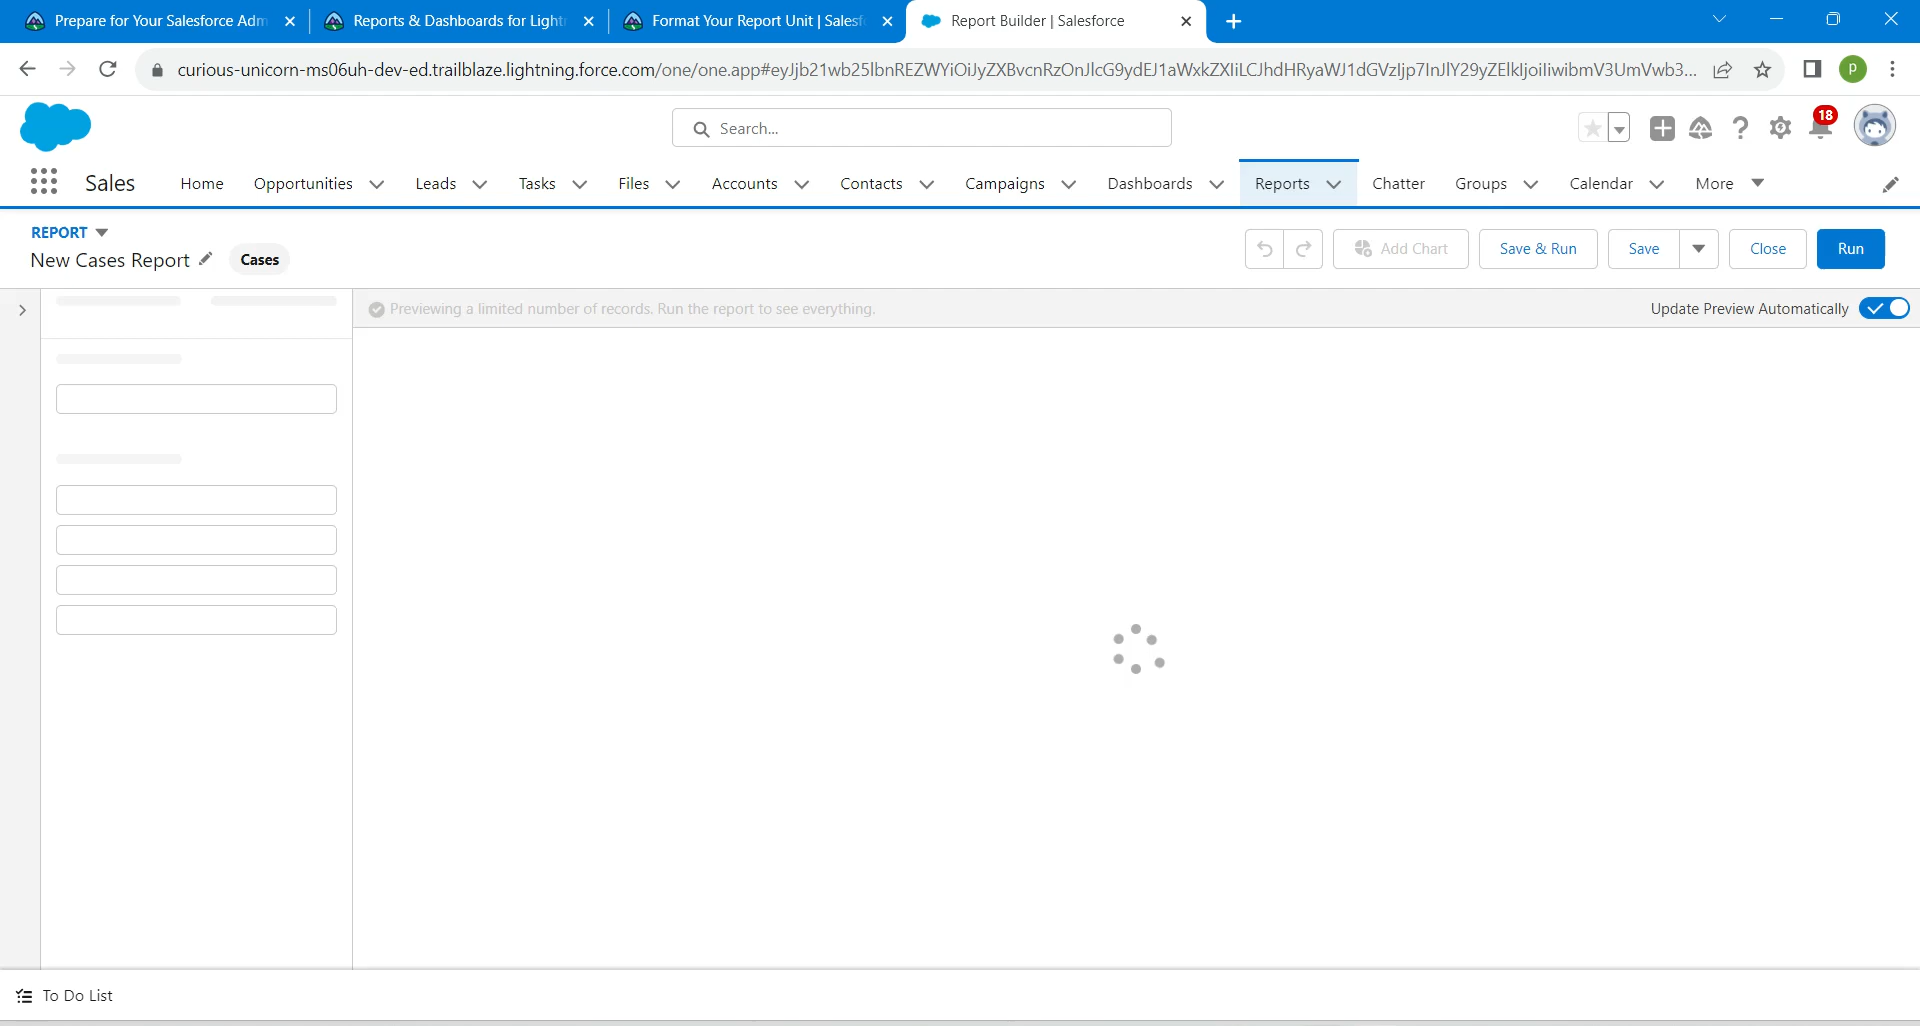 Prepare for Your Salesforce Adm
Reports & Dashboards for Light
Format Your Report Unit | Salesf
Report Builder | Salesforce
curious-unicorn-ms06uh-dev-ed.trailblaze.lightning.force.com/one/one.app#eyJjb21wb25lbnREZWYiOiJyZXBvcnRzOnJlcG9ydEJ1aWxkZXIiLCJhdHRyaWJ1dGVzIjp7InJlY29yZElkIjoiIiwibmV3UmVwb3...
P
Search...
18
Sales
Home
Opportunities
Leads
Tasks
Files
Accounts
Contacts
Campaigns
Dashboards
Reports
Chatter
Groups
Calendar
More
REPORT
New Cases Report
Cases
Add Chart
Save & Run
Save
Close
Run
Previewing a limited number of records. Run the report to see everything.
Update Preview Automatically
To Do List